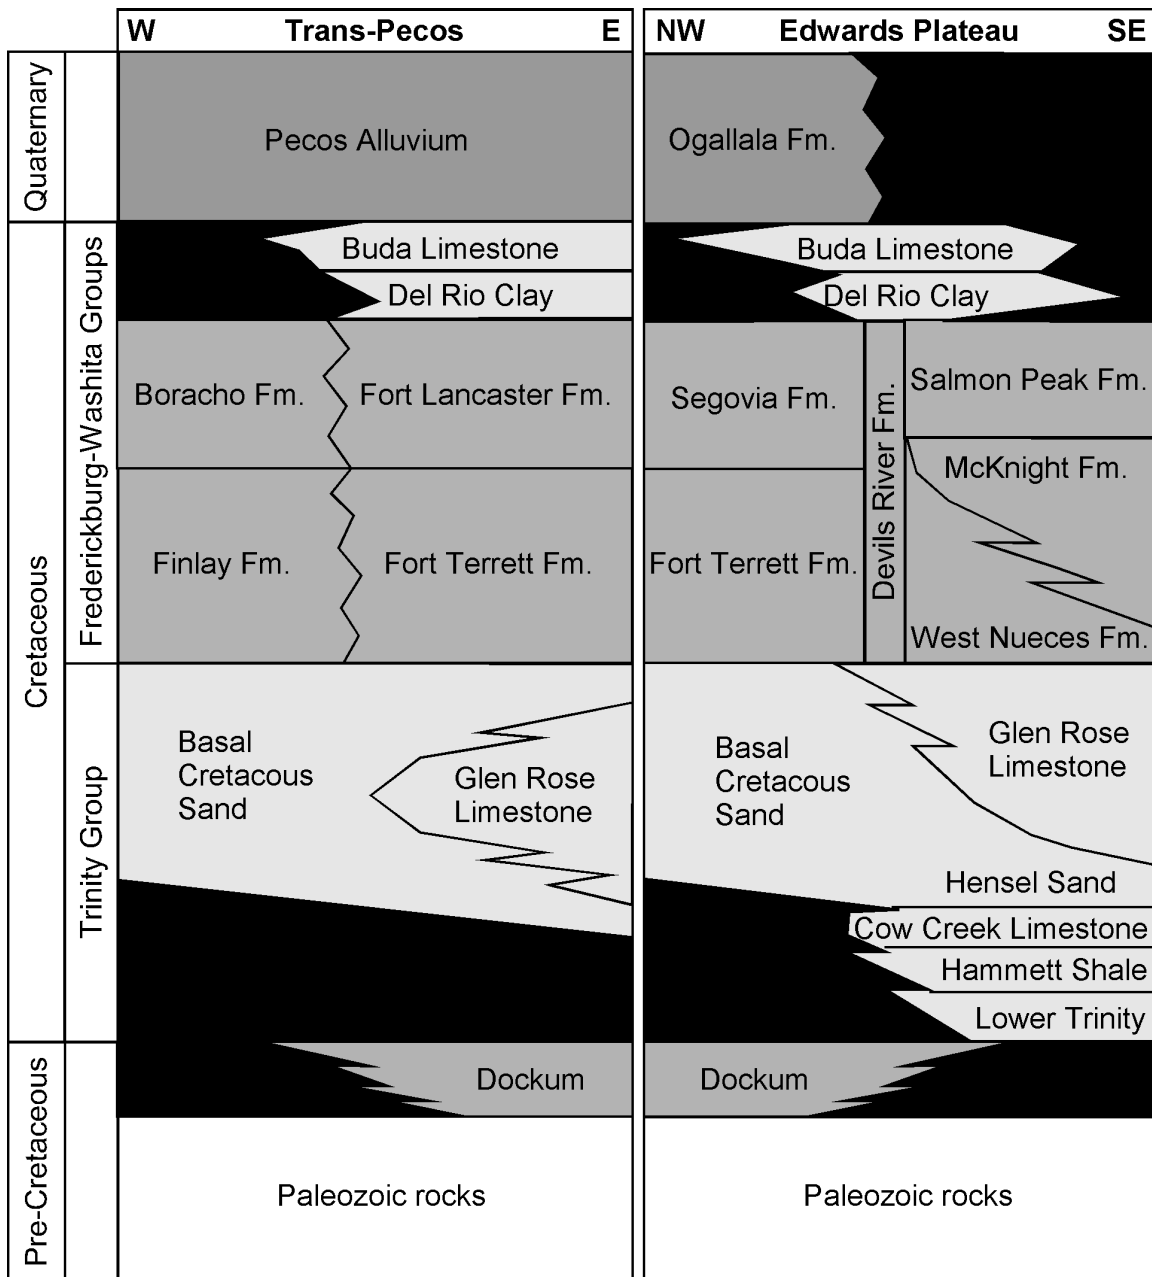 W Trans-Pecos E
NW Edwards Plateau SE
Quaternary
Cretaceous
Pre-Cretaceous
Frederickburg-Washita Groups
Trinity Group
Pecos Alluvium
Buda Limestone
Del Rio Clay
Boracho Fm.
Fort Lancaster Fm.
Finlay Fm.
Fort Terrett Fm.
Basal
Cretacous
Sand
Glen Rose
Limestone
Dockum
Paleozoic rocks
Ogallala Fm.
Buda Limestone
Del Rio Clay
Segovia Fm.
Devils River Fm.
Salmon Peak Fm.
McKnight Fm.
Fort Terrett Fm.
West Nueces Fm.
Basal
Cretacous
Sand
Glen Rose
Limestone
Hensel Sand
Cow Creek Limestone
Hammett Shale
Lower Trinity
Dockum
Paleozoic rocks